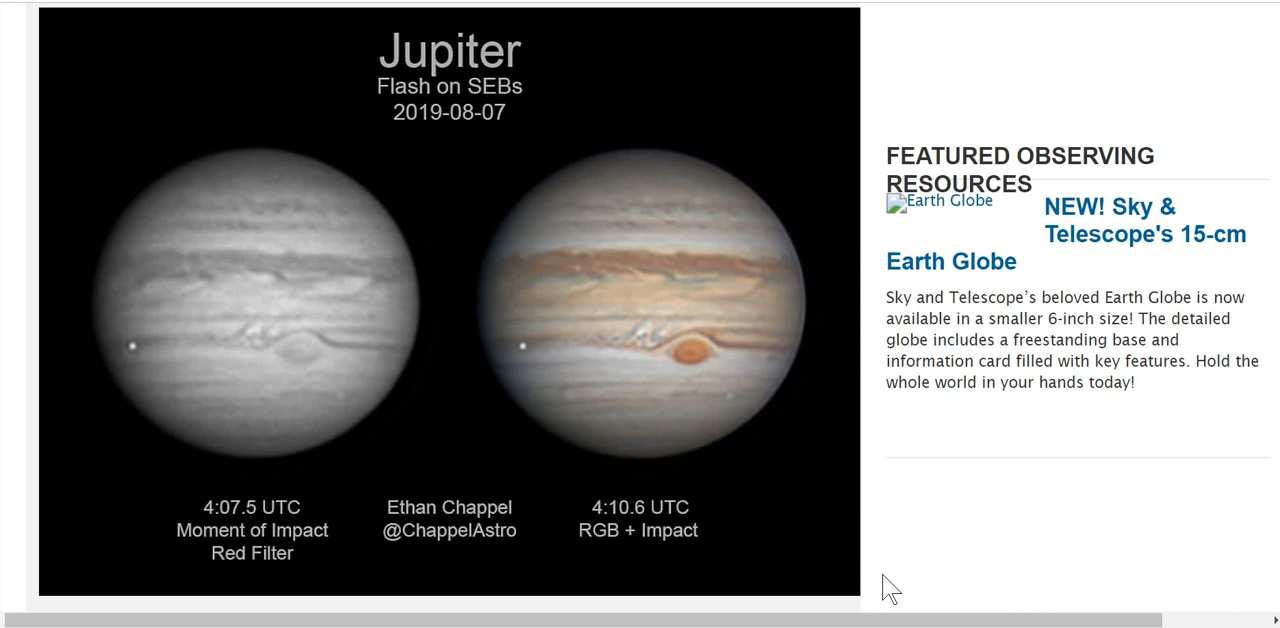 Jupiter
Flash on SEBs
2019-08-07
4:07.5 UTC
Moment of Impact
Red Filter
Ethan Chappel
@ChappelAstro
4:10.6 UTC
RGB + Impact
FEATURED OBSERVING
RESOURCES
Earth Globe
NEW! Sky &
Telescope's 15-cm
Earth Globe
Sky and Telescope’s beloved Earth Globe is now
available in a smaller 6-inch size! The detailed
globe includes a freestanding base and
information card filled with key features. Hold the
whole world in your hands today!